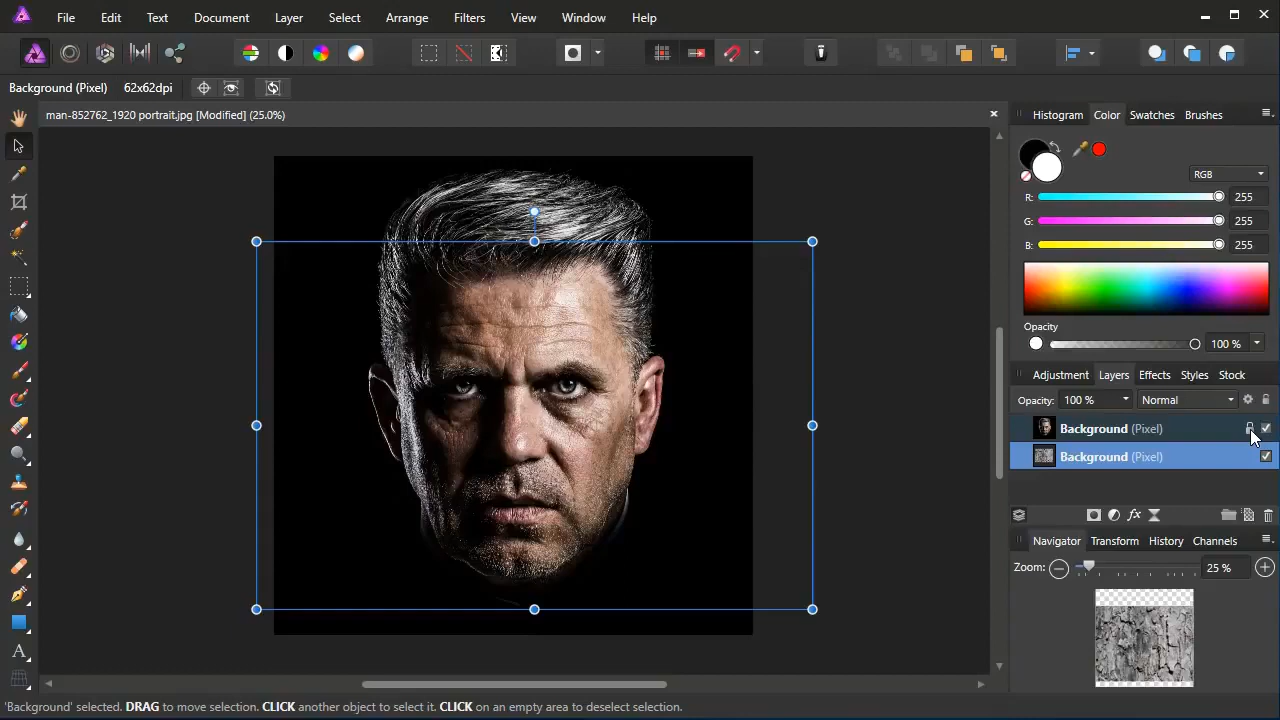 File Edit Text Document Layer Select Arrange Filters View Window Help
Background (Pixel) 62x62dpi
man-852762_1920 portrait.jpg [Modified] (25.0%)
Histogram Color Swatches Brushes
RGB
R: 255
G: 255
B: 255
Opacity
100 %
Adjustment Layers Effects Styles Stock
Opacity: 100 % Normal
Background (Pixel)
Background (Pixel)
fx
Navigator Transform History Channels
Zoom: 25 %
A
'Background' selected. DRAG to move selection. CLICK another object to select it. CLICK on an empty area to deselect selection.